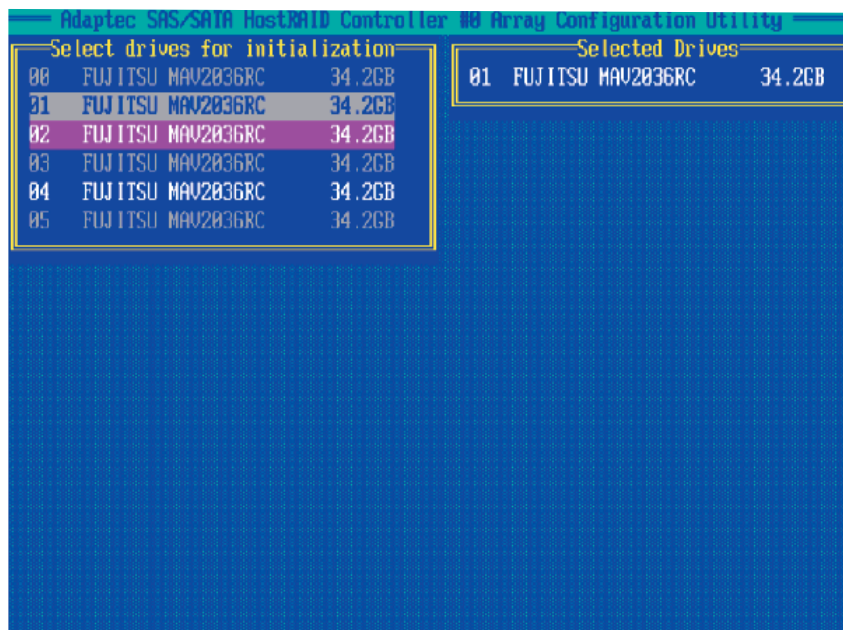 Adaptec SAS/SATA HostRAID Controller #0 Array Configuration Utility
Select drives for initialization
00 FUJITSU MAV2036RC 34.2GB
01 FUJITSU MAV2036RC 34.2GB
02 FUJITSU MAV2036RC 34.2GB
03 FUJITSU MAV2036RC 34.2GB
04 FUJITSU MAV2036RC 34.2GB
05 FUJITSU MAV2036RC 34.2GB
Selected Drives
01 FUJITSU MAV2036RC 34.2GB